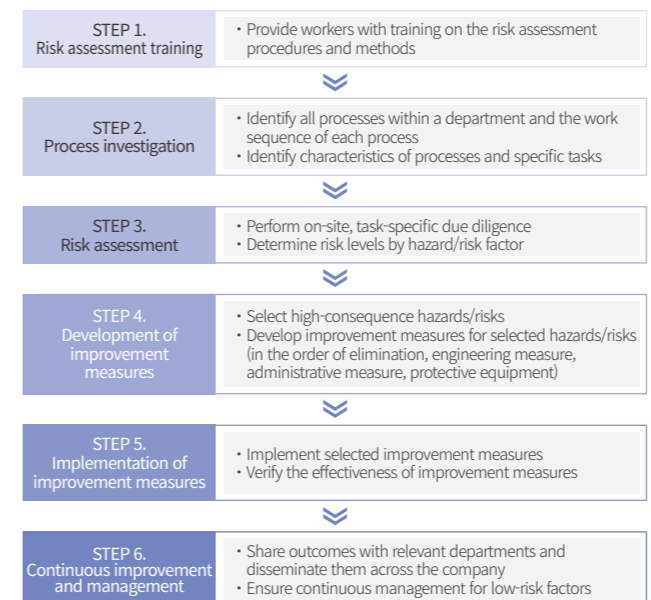 STEP 1.
Risk assessment training
• Provide workers with training on the risk assessment
procedures and methods
STEP 2.
Process investigation
• Identify all processes within a department and the work
sequence of each process
• Identify characteristics of processes and specific tasks
STEP 3.
Risk assessment
• Perform on-site, task-specific due diligence
• Determine risk levels by hazard/risk factor
STEP 4.
Development of
improvement
measures
• Select high-consequence hazards/risks
• Develop improvement measures for selected hazards/risks
(in the order of elimination, engineering measure,
administrative measure, protective equipment)
STEP 5.
Implementation of
improvement measures
• Implement selected improvement measures
• Verify the effectiveness of improvement measures
STEP 6.
Continuous improvement
and management
• Share outcomes with relevant departments and
disseminate them across the company
• Ensure continuous management for low-risk factors